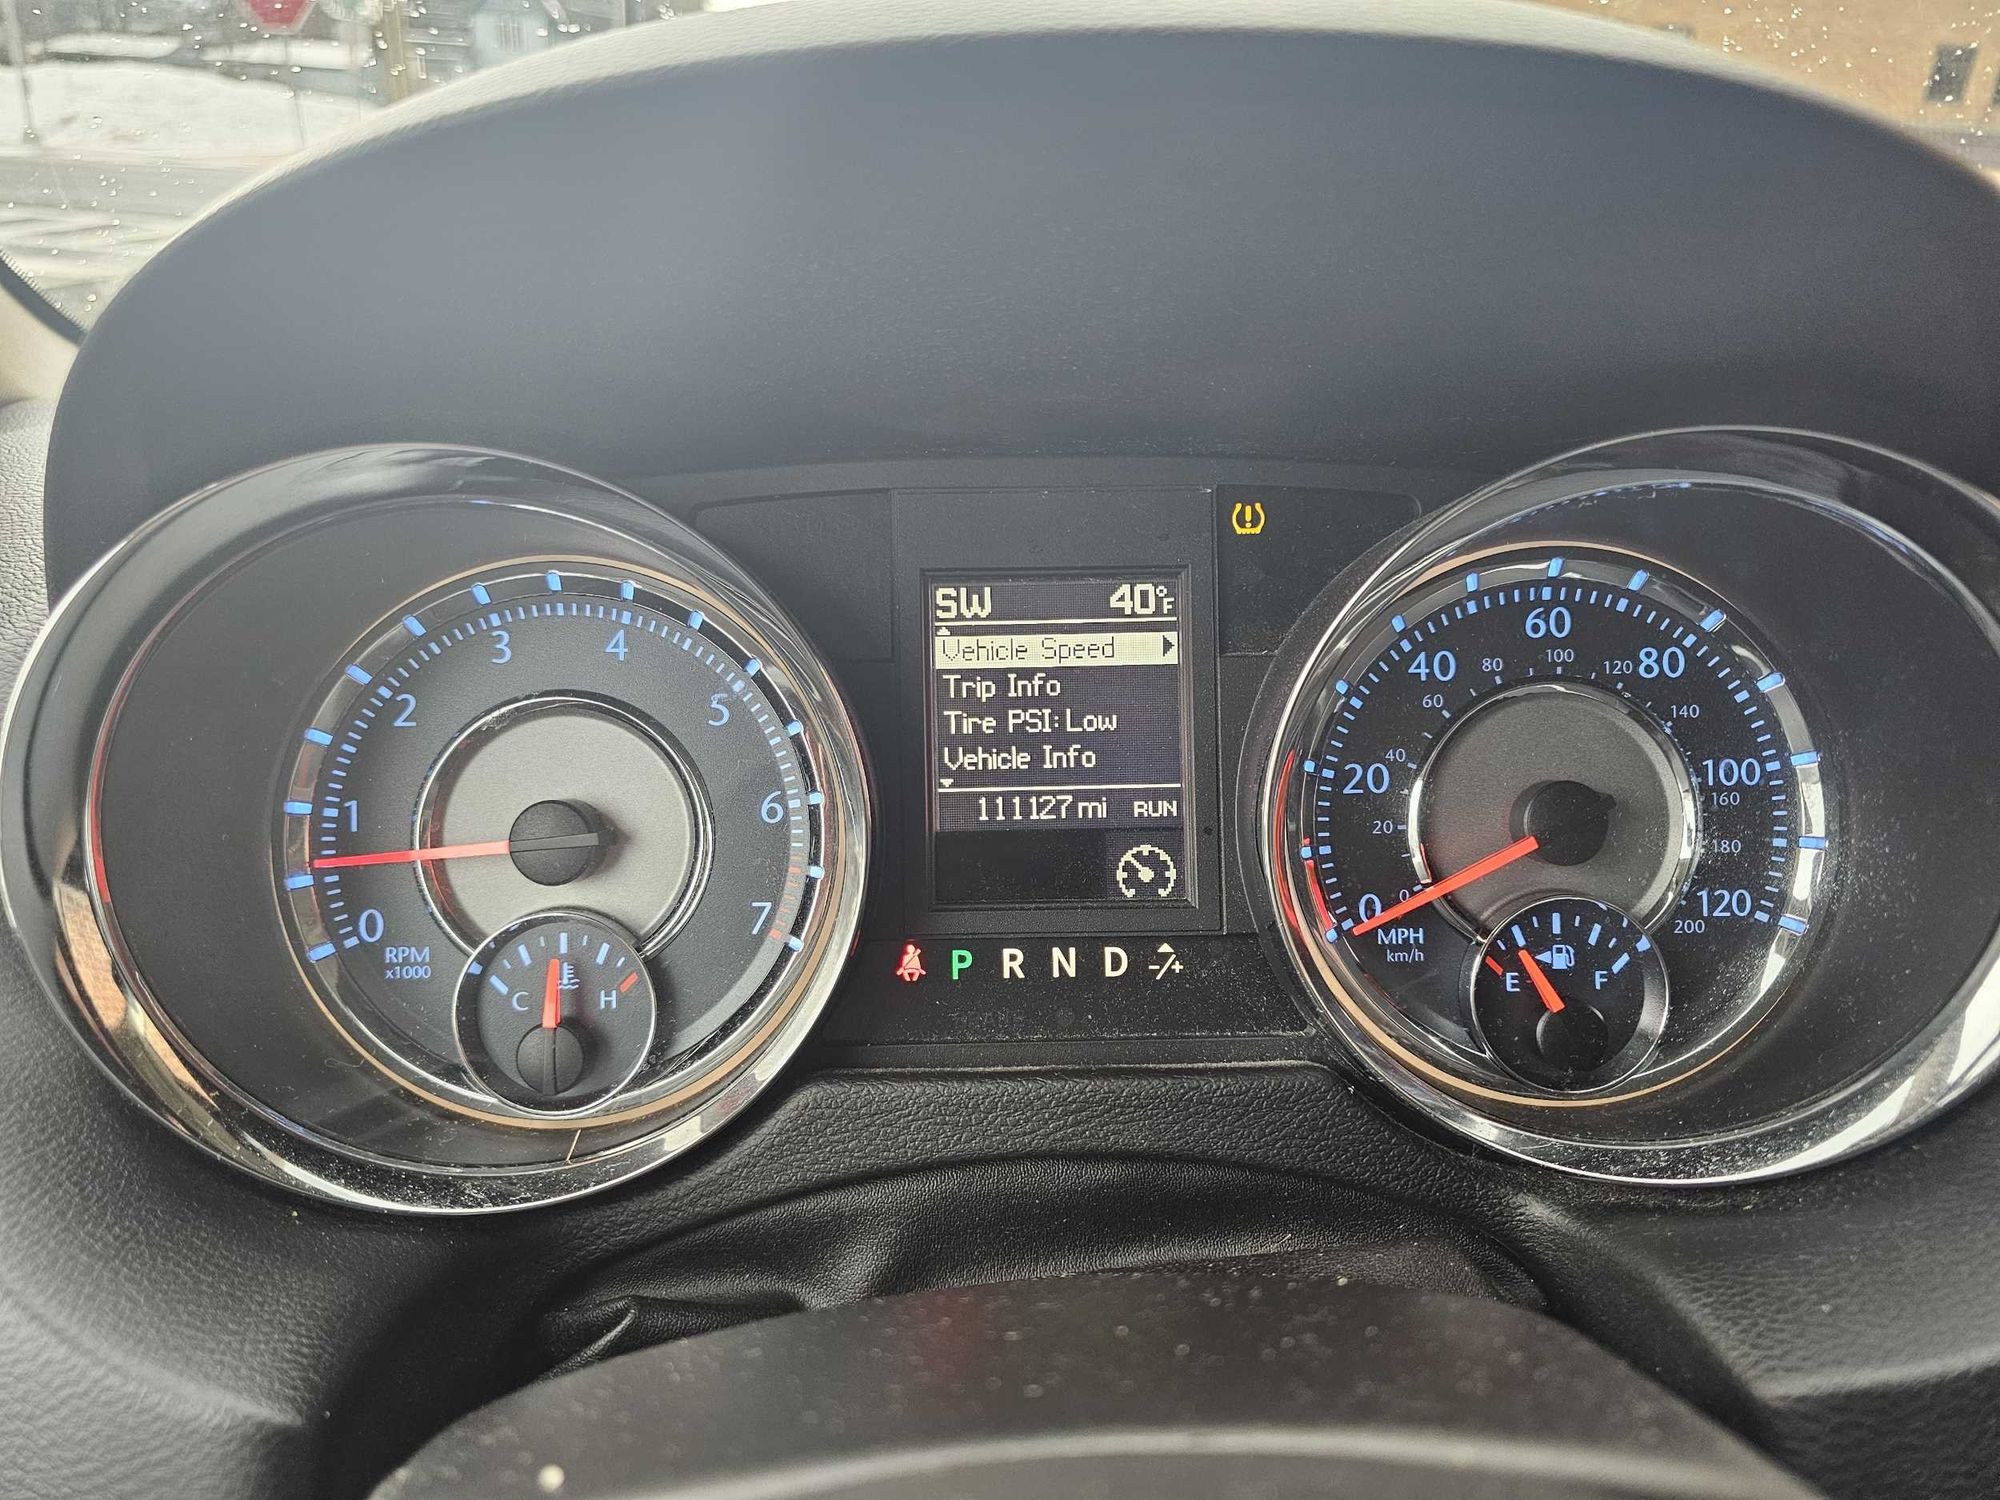 SW 40°F
Vehicle Speed
Trip Info
Tire PSI: Low
Vehicle Info
111127 mi RUN
P R N D -/+
0 1 2 3 4 5 6 7
RPM
x1000
C H
0 20 40 60 80 100 120
0 20 40 60 80 100 120 140 160 180 200
MPH
km/h
E F